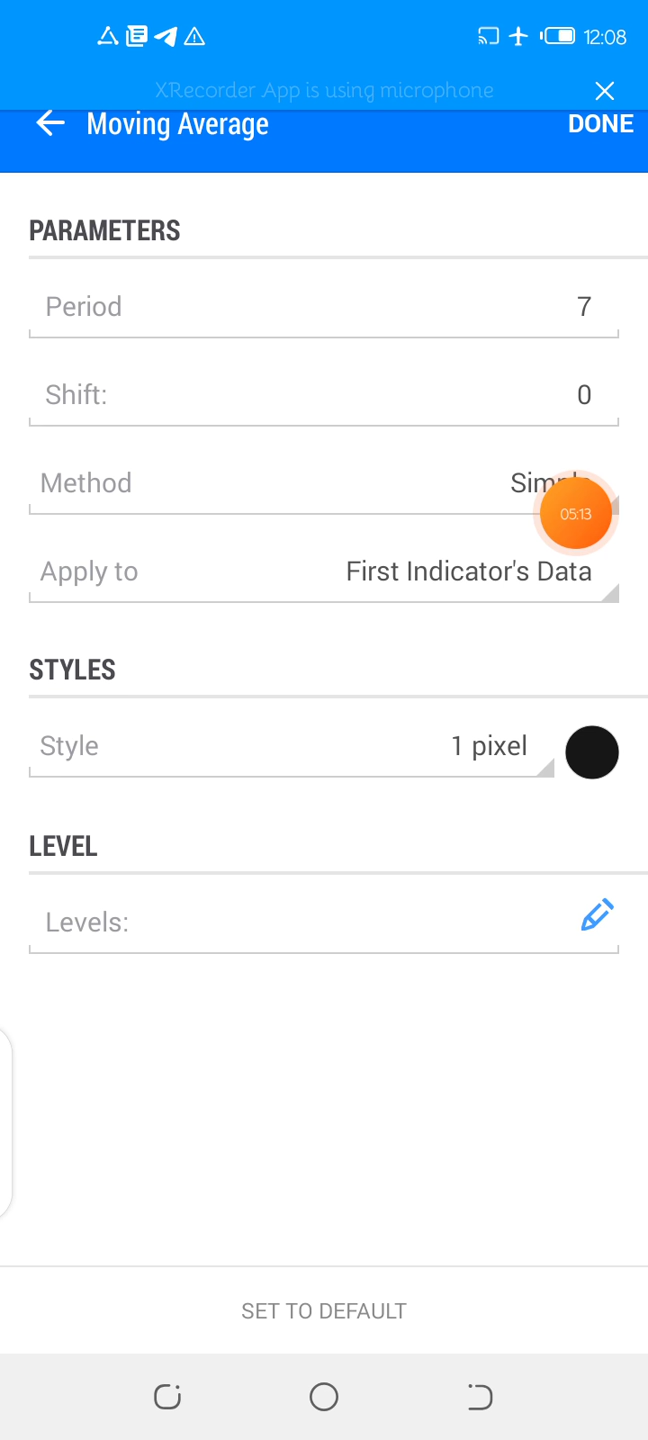 12:08
XRecorder App is using microphone
Moving Average
DONE
PARAMETERS
Period 7
Shift: 0
Method
05:13
Apply to First Indicator's Data
STYLES
Style 1 pixel
LEVEL
Levels:
SET TO DEFAULT